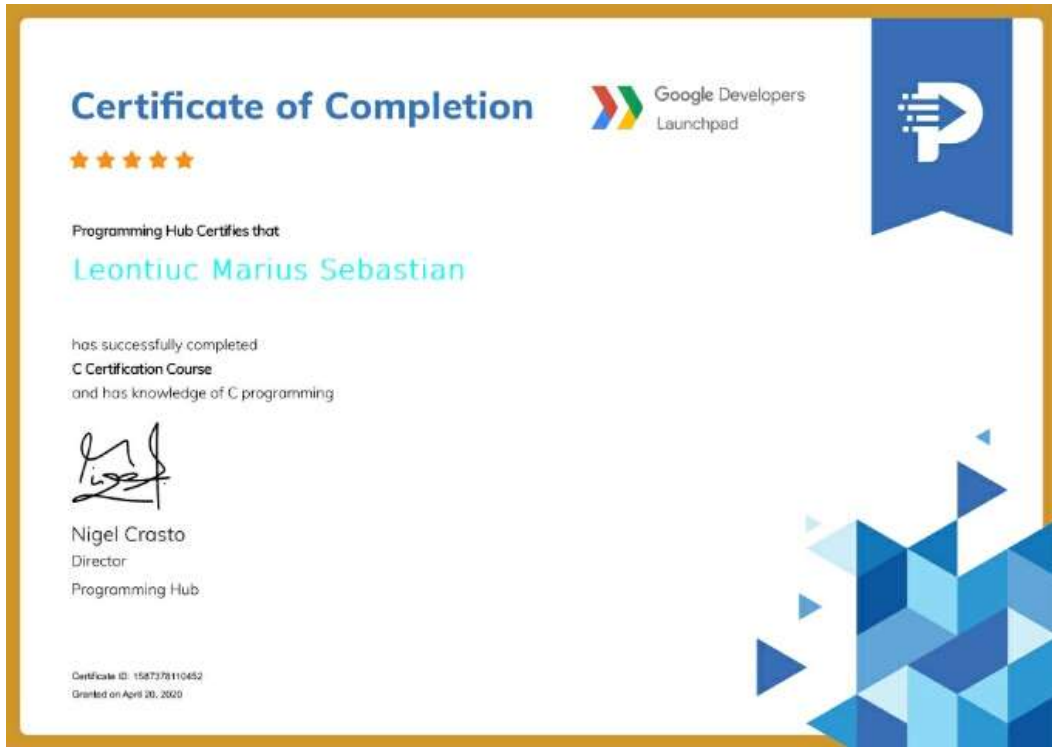 Certificate of Completion
Google Developers
Launchpad
Programming Hub Certifies that
Leontiuc Marius Sebastian
has successfully completed
C Certification Course
and has knowledge of C programming
Nigel Crasto
Director
Programming Hub
Certificate ID: 1587378110452
Granted on April 20, 2020